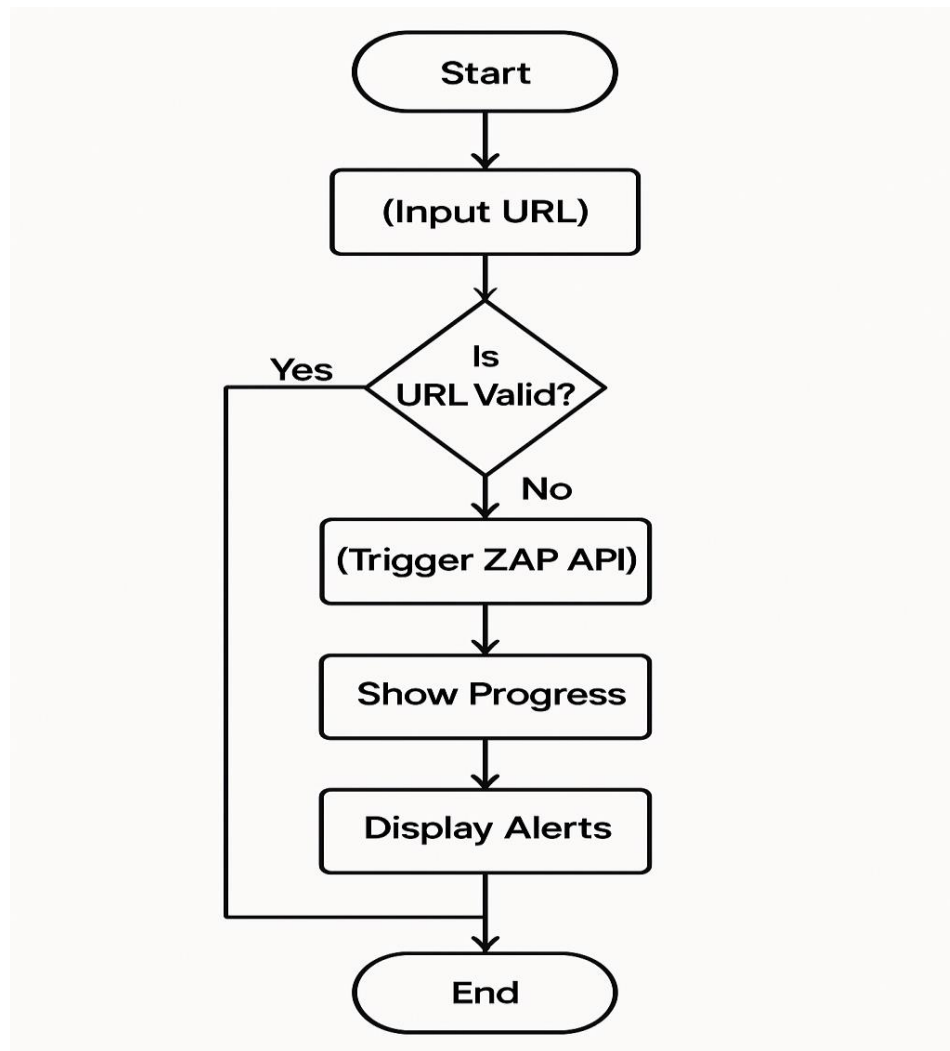 Start
(Input URL)
Is
URL Valid?
Yes
No
(Trigger ZAP API)
Show Progress
Display Alerts
End